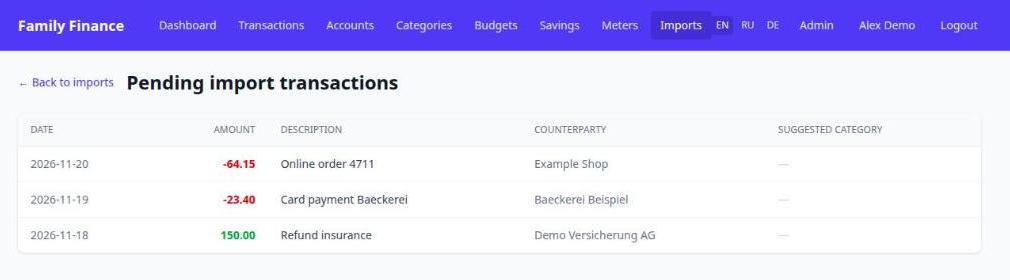 Family Finance Dashboard Transactions Accounts Categories Budgets Savings Meters Imports EN RU DE Admin Alex Demo Logout
← Back to imports Pending import transactions
DATE AMOUNT DESCRIPTION COUNTERPARTY SUGGESTED CATEGORY
2026-11-20 -64.15 Online order 4711 Example Shop —
2026-11-19 -23.40 Card payment Baeckerei Baeckerei Beispiel —
2026-11-18 150.00 Refund insurance Demo Versicherung AG —